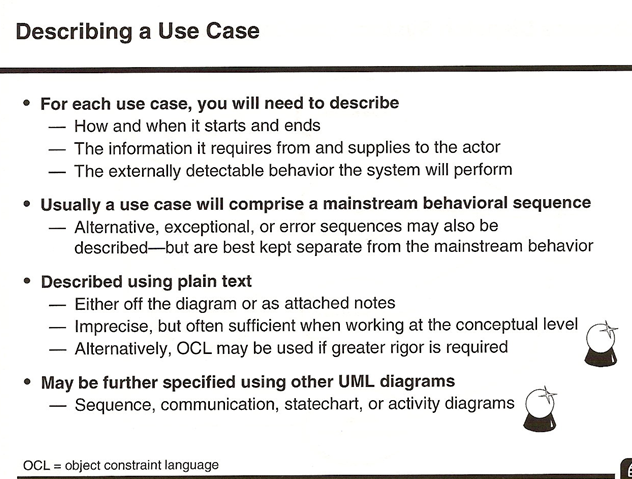 Describing a Use Case
• For each use case, you will need to describe
— How and when it starts and ends
— The information it requires from and supplies to the actor
— The externally detectable behavior the system will perform
• Usually a use case will comprise a mainstream behavioral sequence
— Alternative, exceptional, or error sequences may also be
described—but are best kept separate from the mainstream behavior
• Described using plain text
— Either off the diagram or as attached notes
— Imprecise, but often sufficient when working at the conceptual level
— Alternatively, OCL may be used if greater rigor is required
• May be further specified using other UML diagrams
— Sequence, communication, statechart, or activity diagrams
OCL = object constraint language